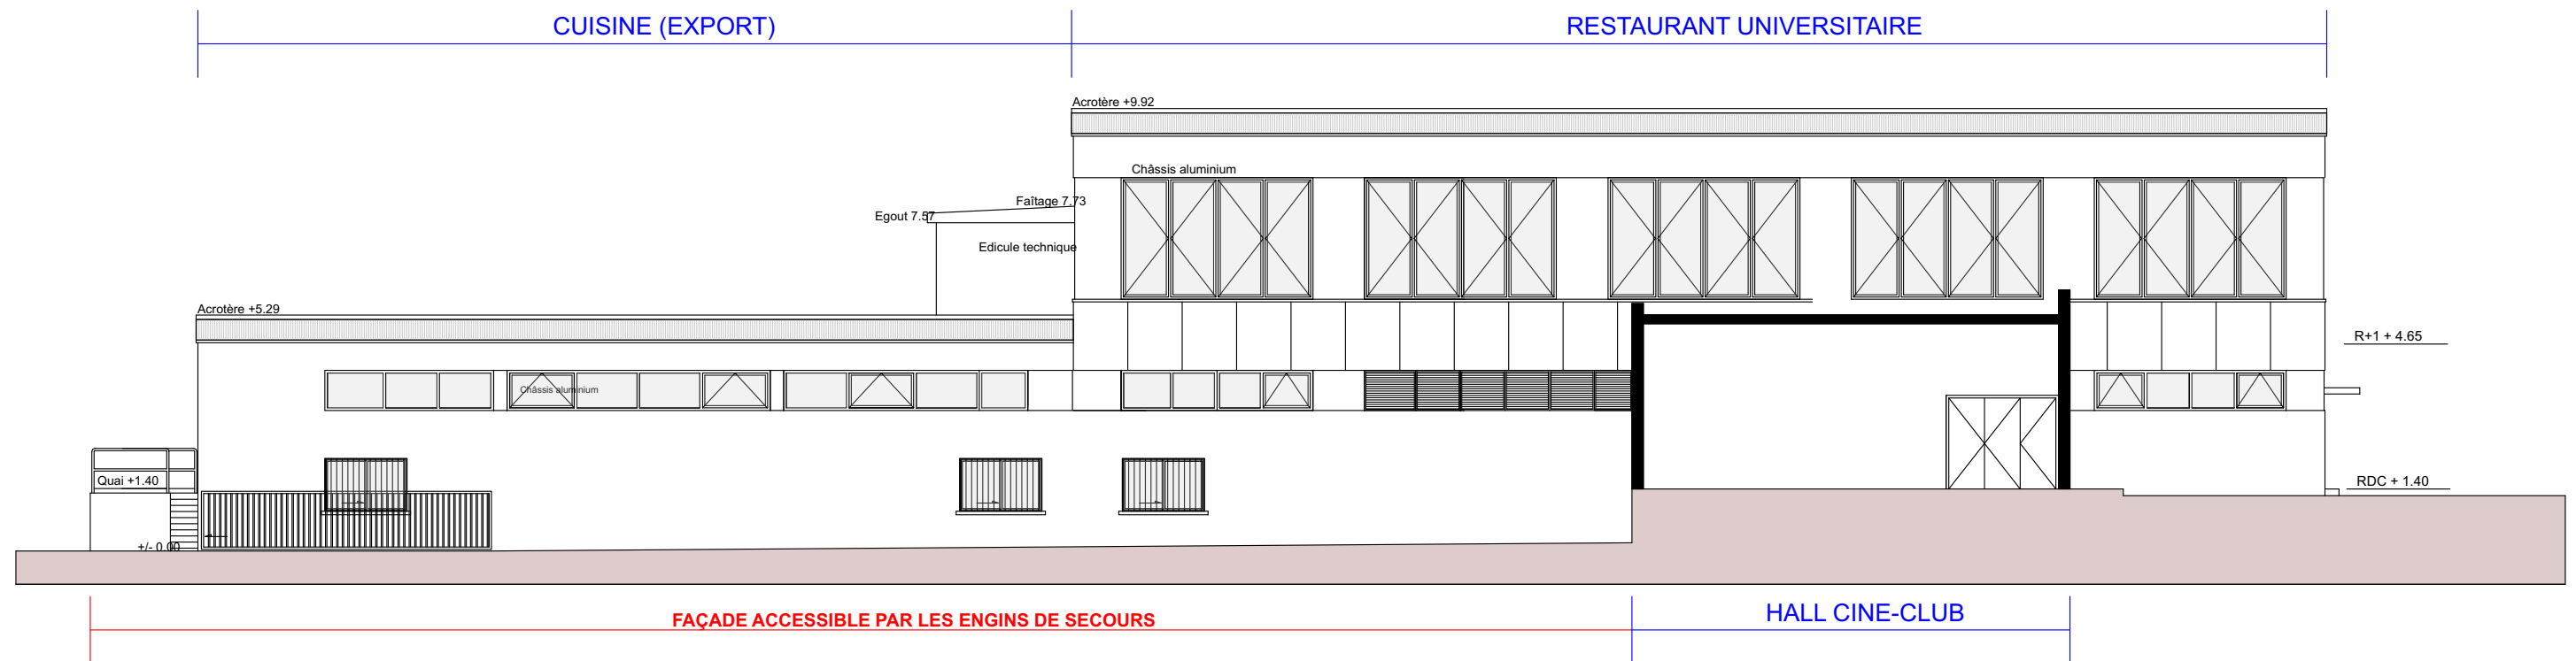 CUISINE (EXPORT)
RESTAURANT UNIVERSITAIRE
Acrotère +9.92
Châssis aluminium
Faîtage 7.73
Egout 7.57
Edicule technique
Acrotère +5.29
R+1 + 4.65
Châssis aluminium
Quai +1.40
RDC + 1.40
+/- 0.00
FAÇADE ACCESSIBLE PAR LES ENGINS DE SECOURS
HALL CINE-CLUB